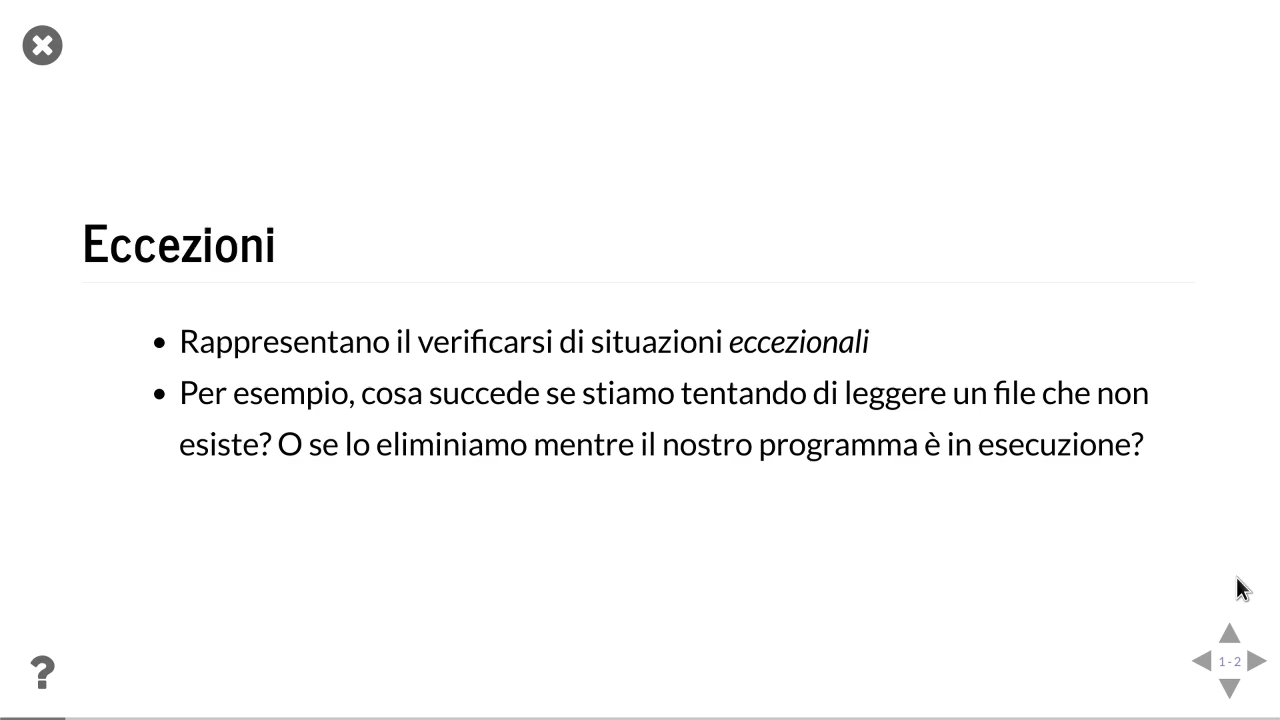 Eccezioni
Rappresentano il verificarsi di situazioni eccezionali
Per esempio, cosa succede se stiamo tentando di leggere un file che non
esiste? O se lo eliminiamo mentre il nostro programma è in esecuzione?
?
1 - 2